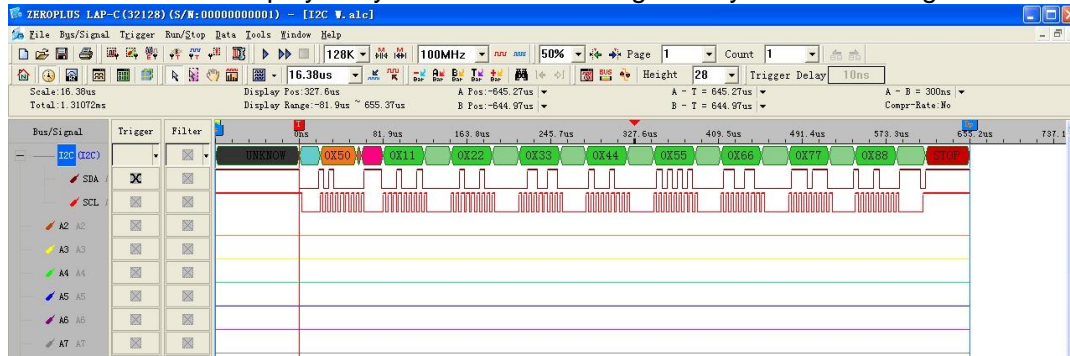 ZEROPLUS LAP-C(32128)(S/N:00000000001) - [I2C W.alc]
File Bus/Signal Trigger Run/Stop Data Tools Window Help
128K 100MHz 50% Page 1 Count 1
16.38us Bar Bar Bar Bar Bar Height 28 Trigger Delay 10ns
Scale:16.38us Display Pos:327.6us A Pos:-645.27us A - T = 645.27us A - B = 300ns
Total:1.31072ms Display Range:-81.9us ~ 655.37us B Pos:-644.97us B - T = 644.97us Compr-Rate:No
Bus/Signal Trigger Filter 0ns 81.9us 163.8us 245.7us 327.6us 409.5us 491.4us 573.3us 655.2us 737.1
I2C (I2C) UNKNOW 0X50 0X11 0X22 0X33 0X44 0X55 0X66 0X77 0X88 STOP
SDA
SCL
A2 A2
A3 A3
A4 A4
A5 A5
A6 A6
A7 A7